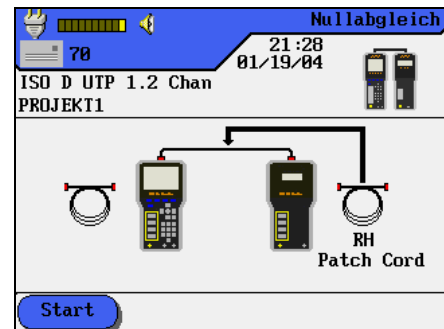 Nullabgleich
70
21:28
01/19/04
ISO D UTP 1.2 Chan
PROJEKT1
RH
Patch Cord
Start